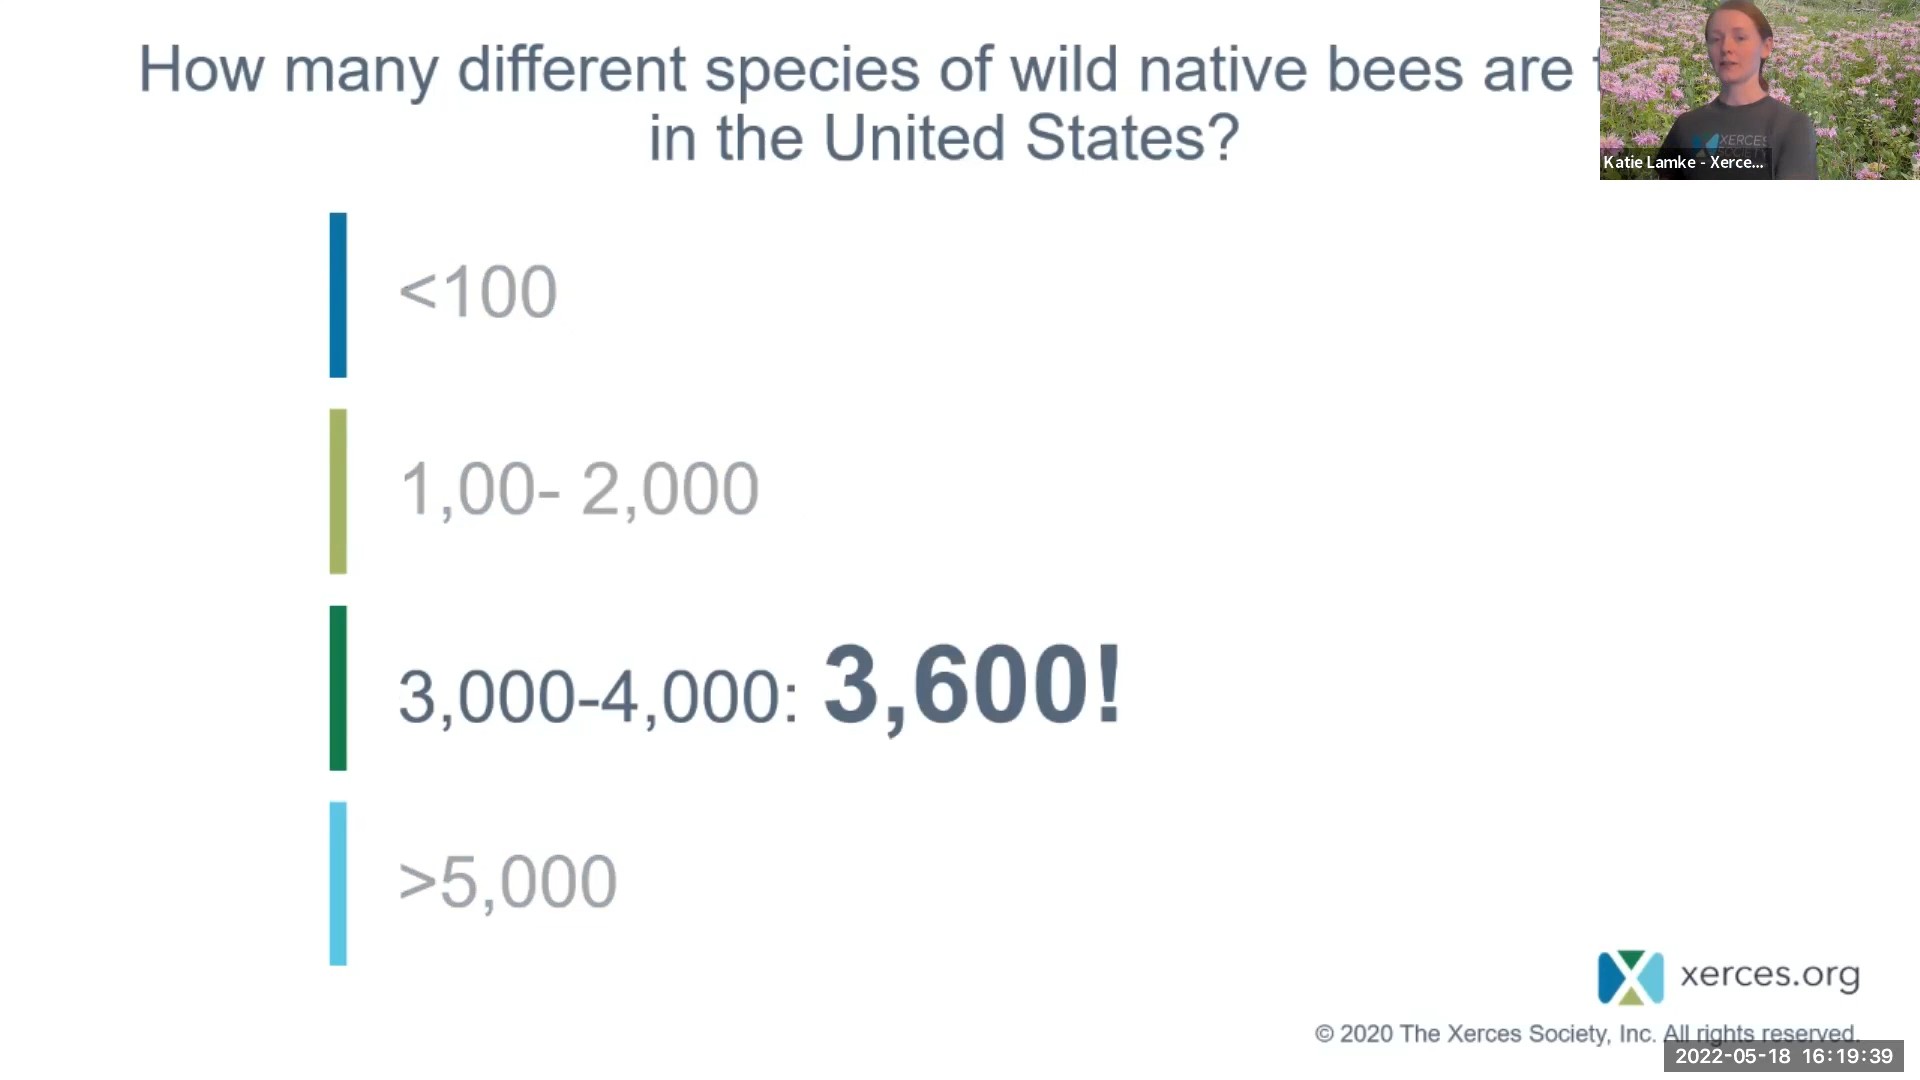 How many different species of wild native bees are
in the United States?
XERCES
SOCIETY
Katie Lamke - Xerce...
<100
1,00- 2,000
3,000-4,000: 3,600!
>5,000
xerces.org
© 2020 The Xerces Society, Inc. All rights reserved.
2022-05-18 16:19:39